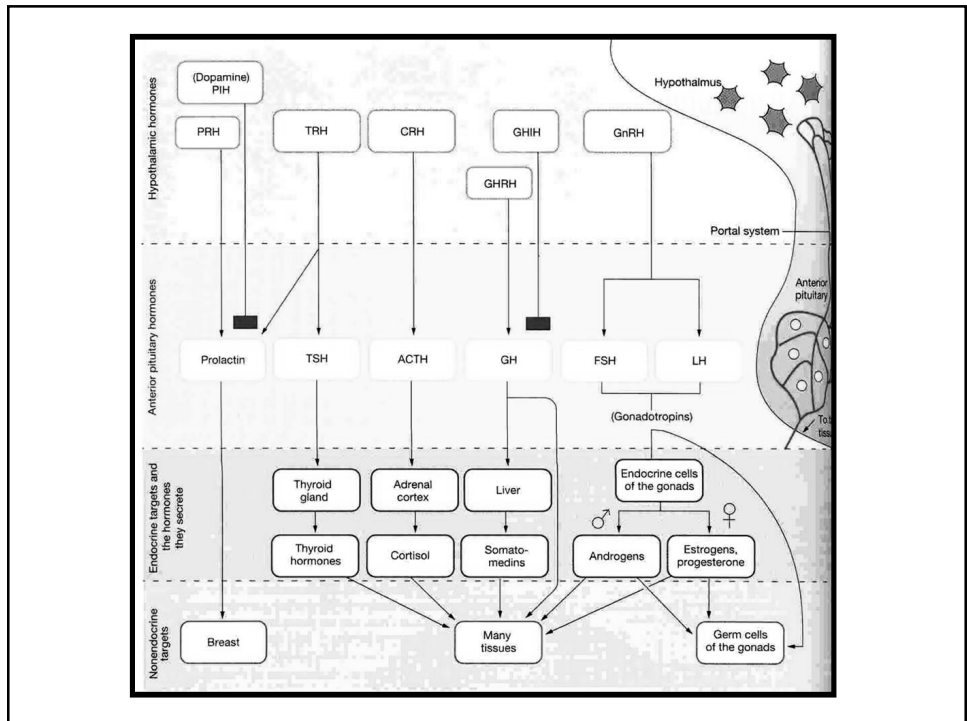 Hypothalamic hormones
(Dopamine)
PIH
PRH
TRH
CRH
GHIH
GHRH
GnRH
Hypothalmus
Portal system
Anterior pituitary hormones
Prolactin
TSH
ACTH
GH
FSH
LH
(Gonadotropins)
Anterior
pituitary
To
Endocrine targets and
the hormones
they secrete
Thyroid
gland
Adrenal
cortex
Liver
Endocrine cells
of the gonads
♂
♀
Thyroid
hormones
Cortisol
Somato-
medins
Androgens
Estrogens,
progesterone
Nonendocrine
targets
Breast
Many
tissues
Germ cells
of the gonads